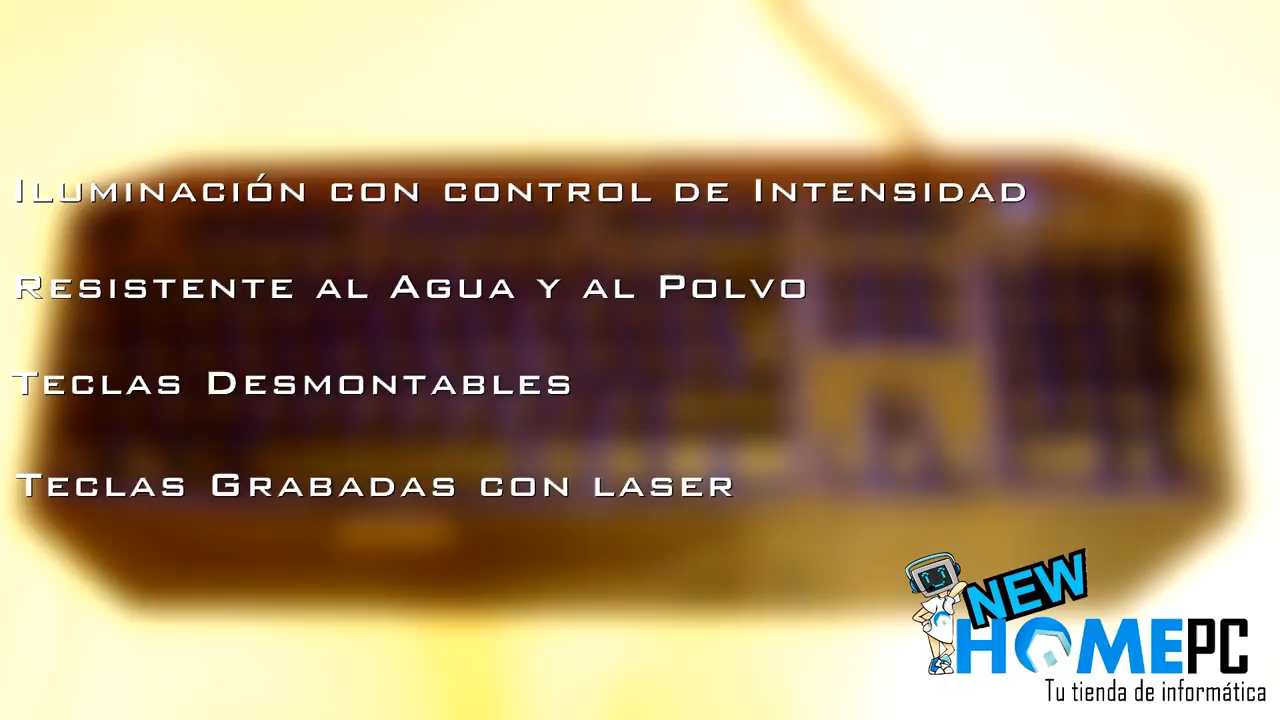 Iluminación con control de Intensidad
Resistente al Agua y al Polvo
Teclas Desmontables
Teclas Grabadas con laser
NEW
HOMEPC
Tu tienda de informática